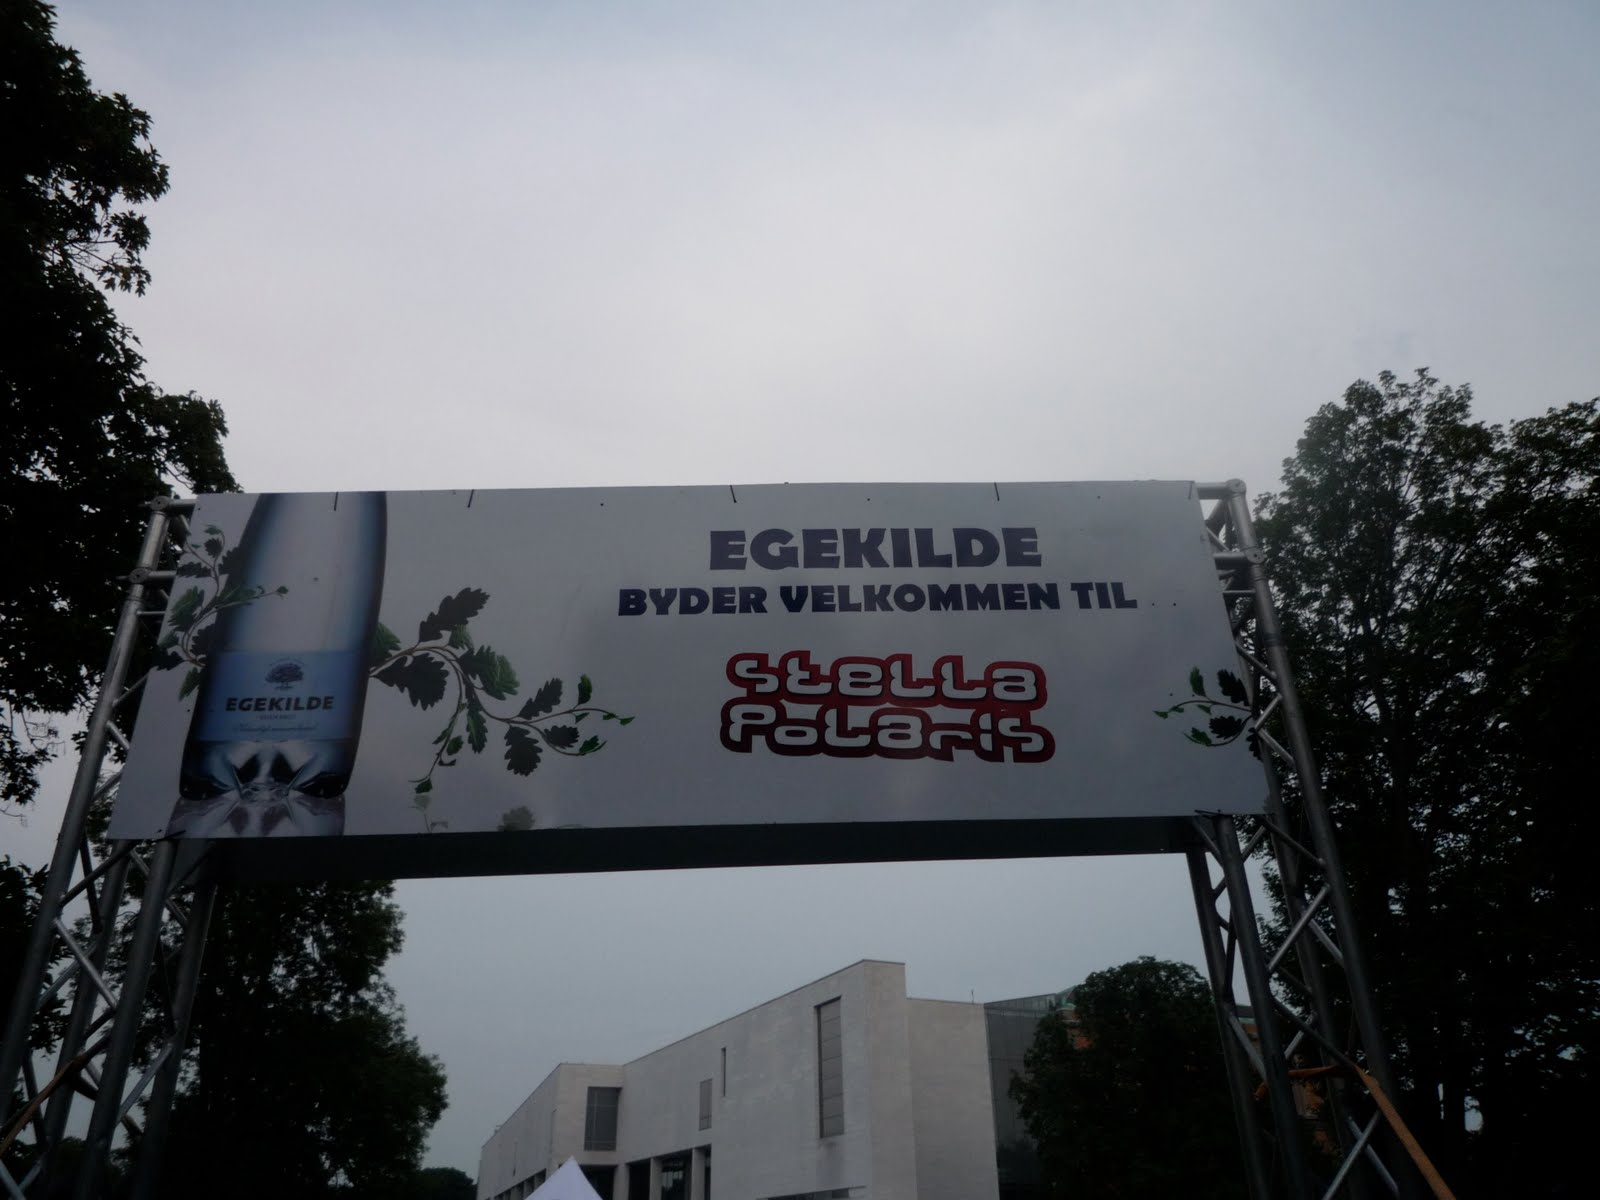 EGEKILDE
BYDER VELKOMMEN TIL
Stella
Polaris
EGEKILDE